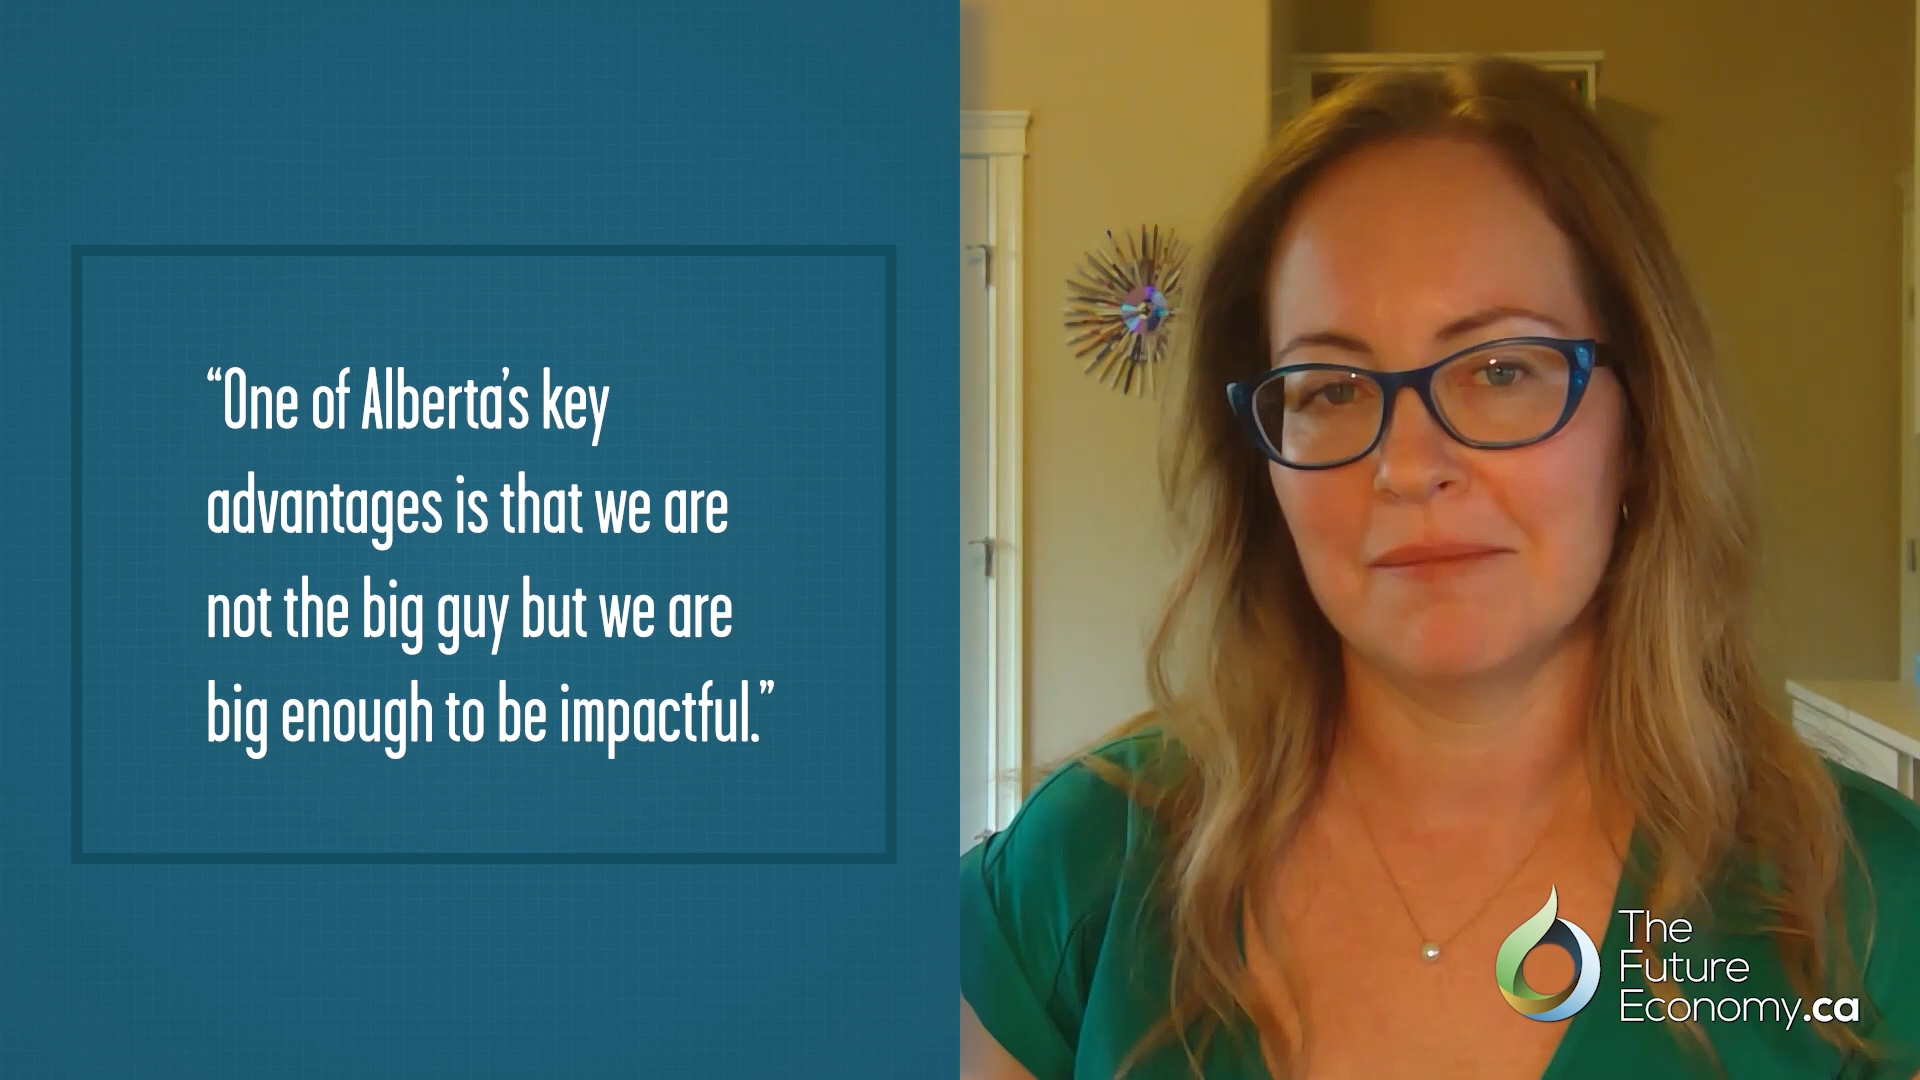 “One of Alberta’s key
advantages is that we are
not the big guy but we are
big enough to be impactful.”
The
Future
Economy.ca